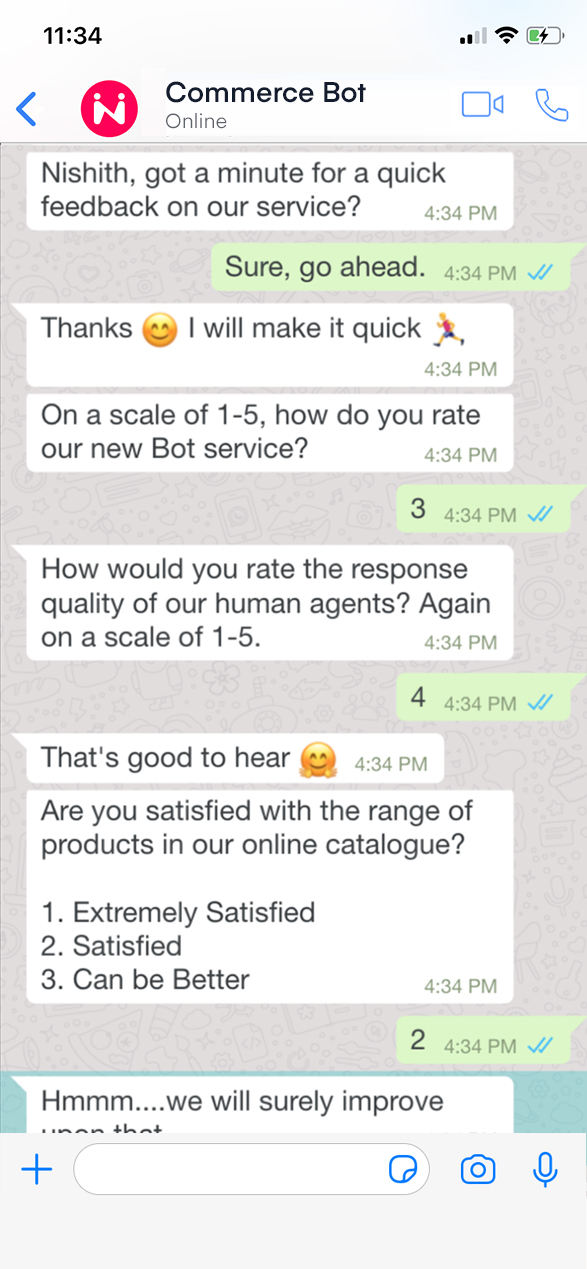 11:34
Commerce Bot
Online
Nishith, got a minute for a quick
feedback on our service? 4:34 PM
Sure, go ahead. 4:34 PM
Thanks 😊 I will make it quick 🏃‍♀️
4:34 PM
On a scale of 1-5, how do you rate
our new Bot service? 4:34 PM
3 4:34 PM
How would you rate the response
quality of our human agents? Again
on a scale of 1-5. 4:34 PM
4 4:34 PM
That's good to hear 🤗 4:34 PM
Are you satisfied with the range of
products in our online catalogue?
1. Extremely Satisfied
2. Satisfied
3. Can be Better 4:34 PM
2 4:34 PM
Hmmm....we will surely improve
upon that